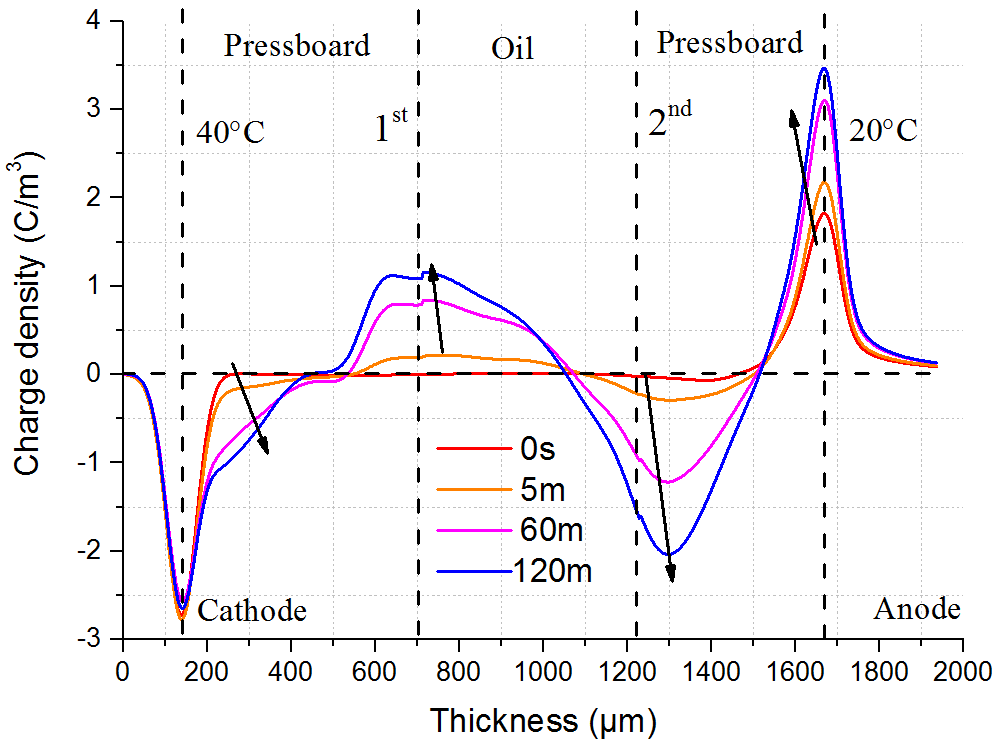 4
3
2
1
0
-1
-2
-3
Charge density (C/m³)
Pressboard
Oil
Pressboard
40°C
1st
2nd
20°C
0s
5m
60m
120m
Cathode
Anode
0
200
400
600
800
1000
1200
1400
1600
1800
2000
Thickness (μm)